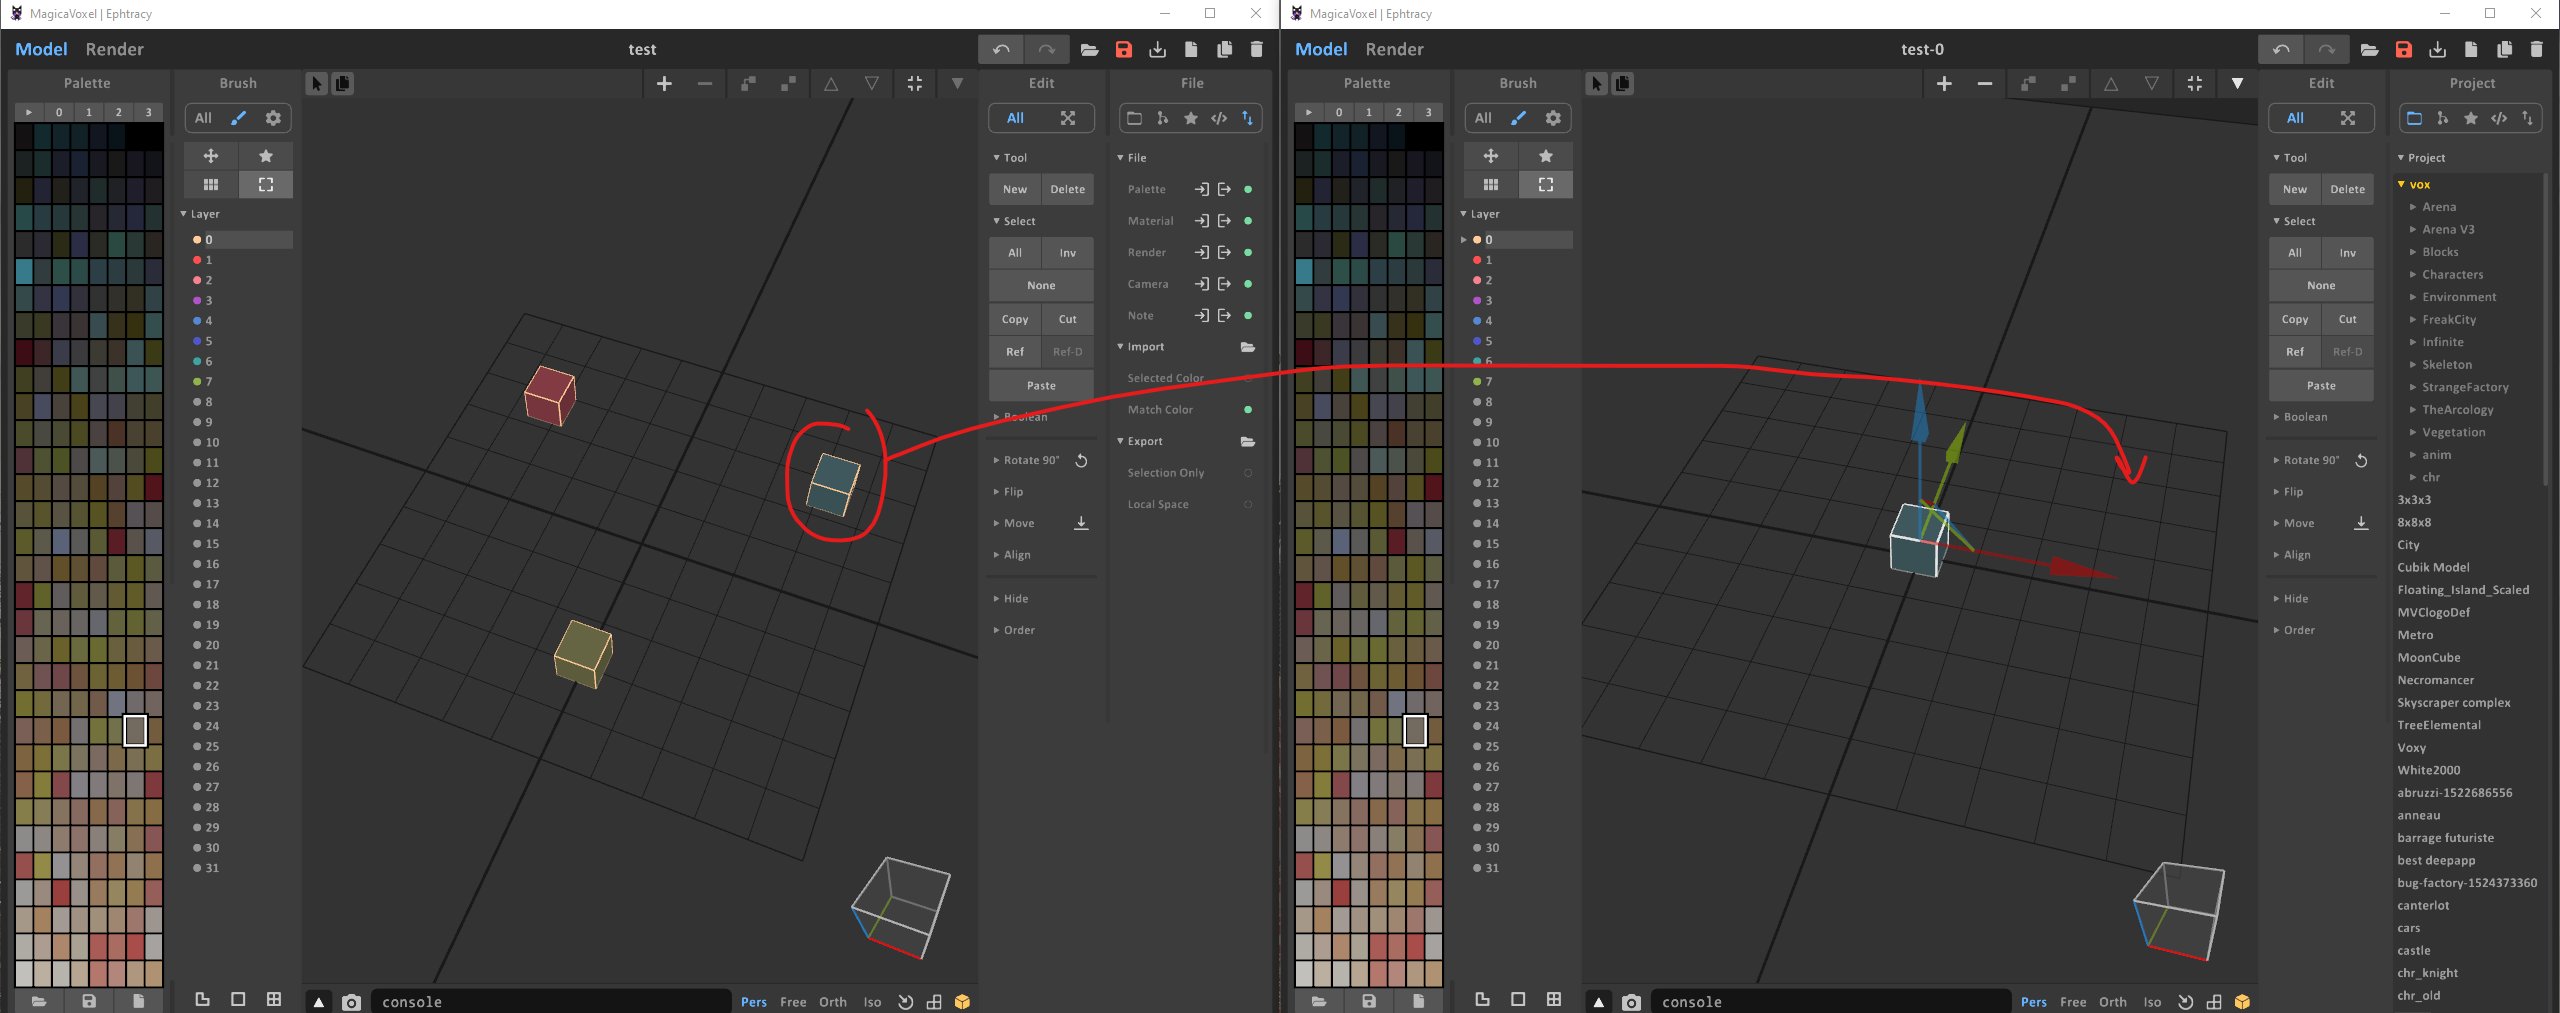 MagicaVoxel | Ephtracy
Model Render
test
Palette
Brush
Edit
File
0 1 2 3
All
All
Tool
New Delete
Select
All Inv
None
Copy Cut
Ref Ref-D
Paste
Boolean
Rotate 90°
Flip
Move
Align
Hide
Order
File
Palette
Material
Render
Camera
Note
Import
Selected Color
Match Color
Export
Selection Only
Local Space
Layer
0
1
2
3
4
5
6
7
8
9
10
11
12
13
14
15
16
17
18
19
20
21
22
23
24
25
26
27
28
29
30
31
console
Pers Free Orth Iso
MagicaVoxel | Ephtracy
Model Render
test-0
Palette
Brush
Edit
Project
0 1 2 3
All
All
Layer
0
1
2
3
4
5
6
7
8
9
10
11
12
13
14
15
16
17
18
19
20
21
22
23
24
25
26
27
28
29
30
31
Tool
New Delete
Select
All Inv
None
Copy Cut
Ref Ref-D
Paste
Boolean
Rotate 90°
Flip
Move
Align
Hide
Order
Project
vox
Arena
Arena V3
Blocks
Characters
Environment
FreakCity
Infinite
Skeleton
StrangeFactory
TheArcology
Vegetation
anim
chr
3x3x3
8x8x8
City
Cubik Model
Floating_Island_Scaled
MVClogoDef
Metro
MoonCube
Necromancer
Skyscraper complex
TreeElemental
Voxy
White2000
abruzzi-1522686556
anneau
barrage futuriste
best deepapp
bug-factory-1524373360
canterlot
cars
castle
chr_knight
chr_old
console
Pers Free Orth Iso